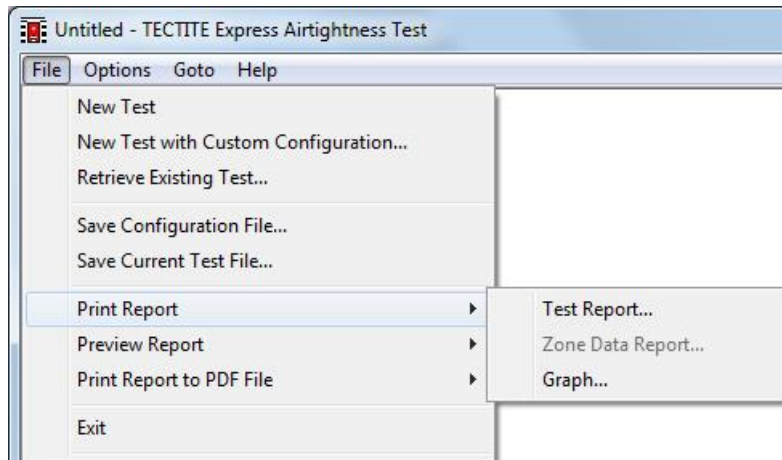 Untitled - TECTITE Express Airtightness Test
File Options Goto Help
New Test
New Test with Custom Configuration...
Retrieve Existing Test...
Save Configuration File...
Save Current Test File...
Print Report
Test Report...
Preview Report
Zone Data Report...
Print Report to PDF File
Graph...
Exit